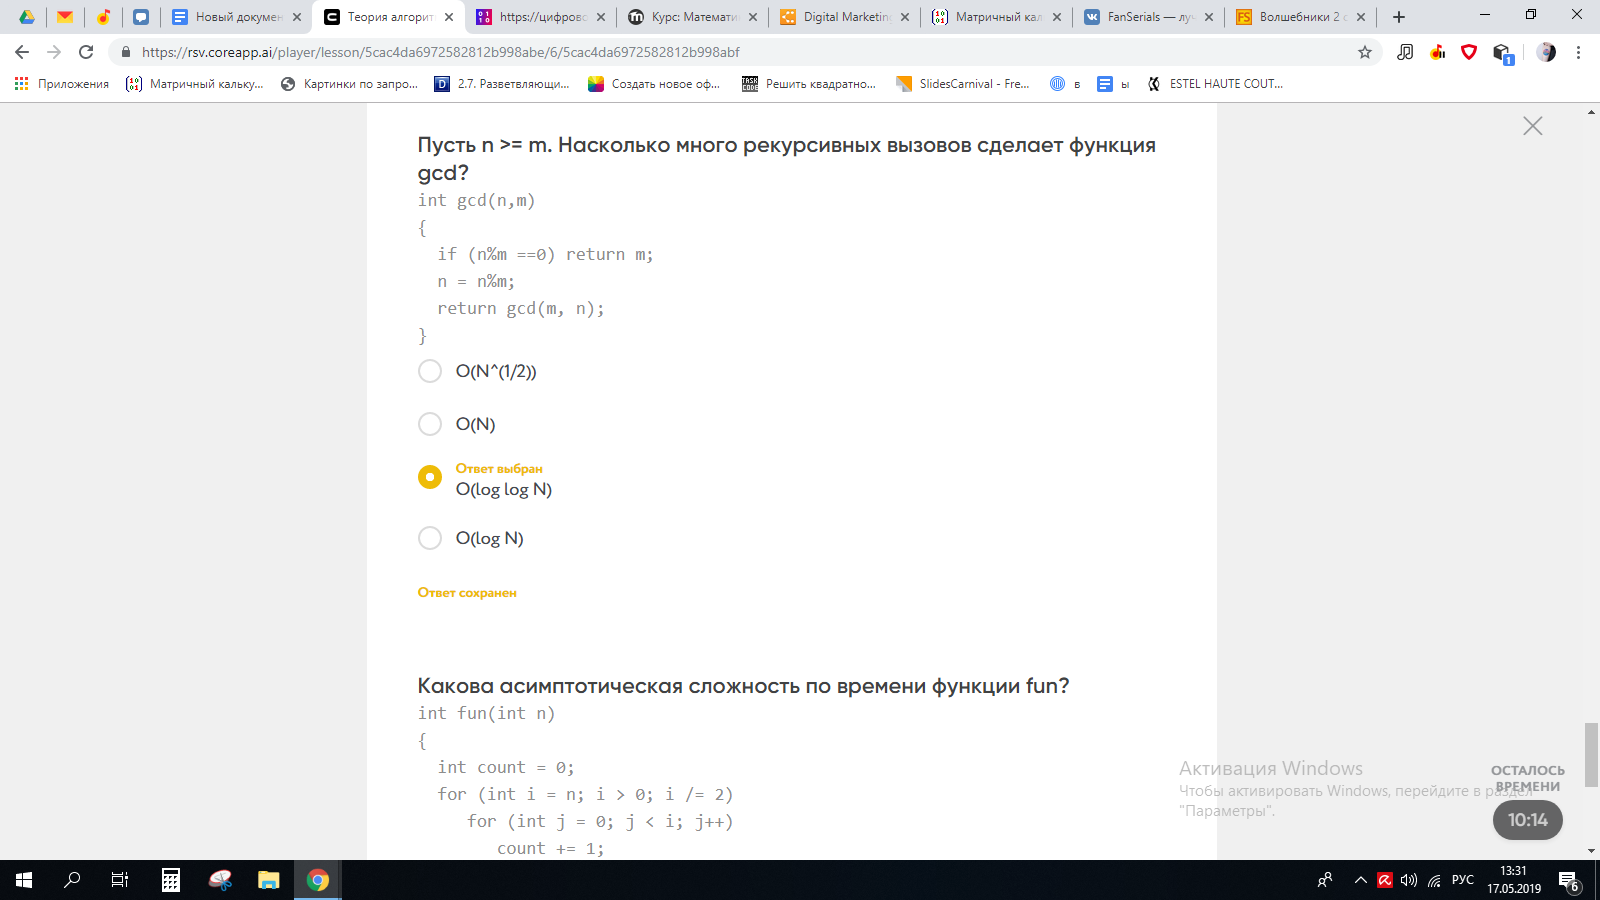 Новый докумен
Теория алгорит
https://цифрово
Курс: Математи
Digital Marketin
Матричный кал
FanSerials — луч
Волшебники 2 с
https://rsv.coreapp.ai/player/lesson/5cac4da6972582812b998abe/6/5cac4da6972582812b998abf
Приложения
Матричный кальку...
Картинки по запро...
2.7. Разветвляющи...
Создать новое оф...
Решить квадратно...
SlidesCarnival - Fre...
в
ы
ESTEL HAUTE COUT...
Пусть n >= m. Насколько много рекурсивных вызовов сделает функция
gcd?
int gcd(n,m)
{
if (n%m ==0) return m;
n = n%m;
return gcd(m, n);
}
O(N^(1/2))
O(N)
Ответ выбран
O(log log N)
O(log N)
Ответ сохранен
Какова асимптотическая сложность по времени функции fun?
int fun(int n)
{
int count = 0;
for (int i = n; i > 0; i /= 2)
for (int j = 0; j < i; j++)
count += 1;
Активация Windows
Чтобы активировать Windows, перейдите в раздел
"Параметры".
ОСТАЛОСЬ
ВРЕМЕНИ
10:14
РУС
13:31
17.05.2019
6